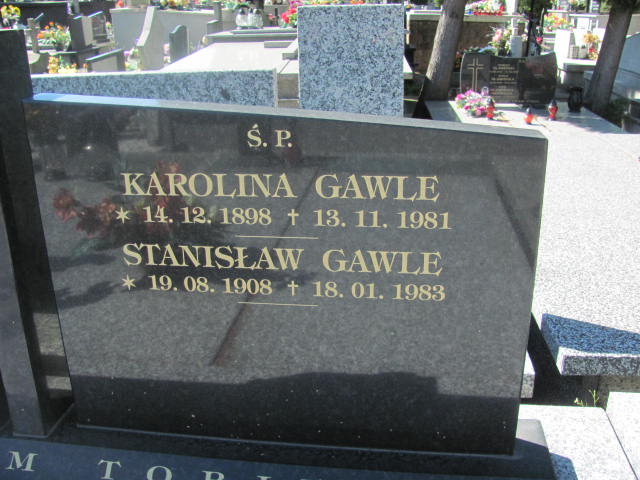 Ś. P.
KAROLINA GAWLE
✶ 14. 12. 1898 † 13. 11. 1981
STANISŁAW GAWLE
✶ 19. 08. 1908 † 18. 01. 1983